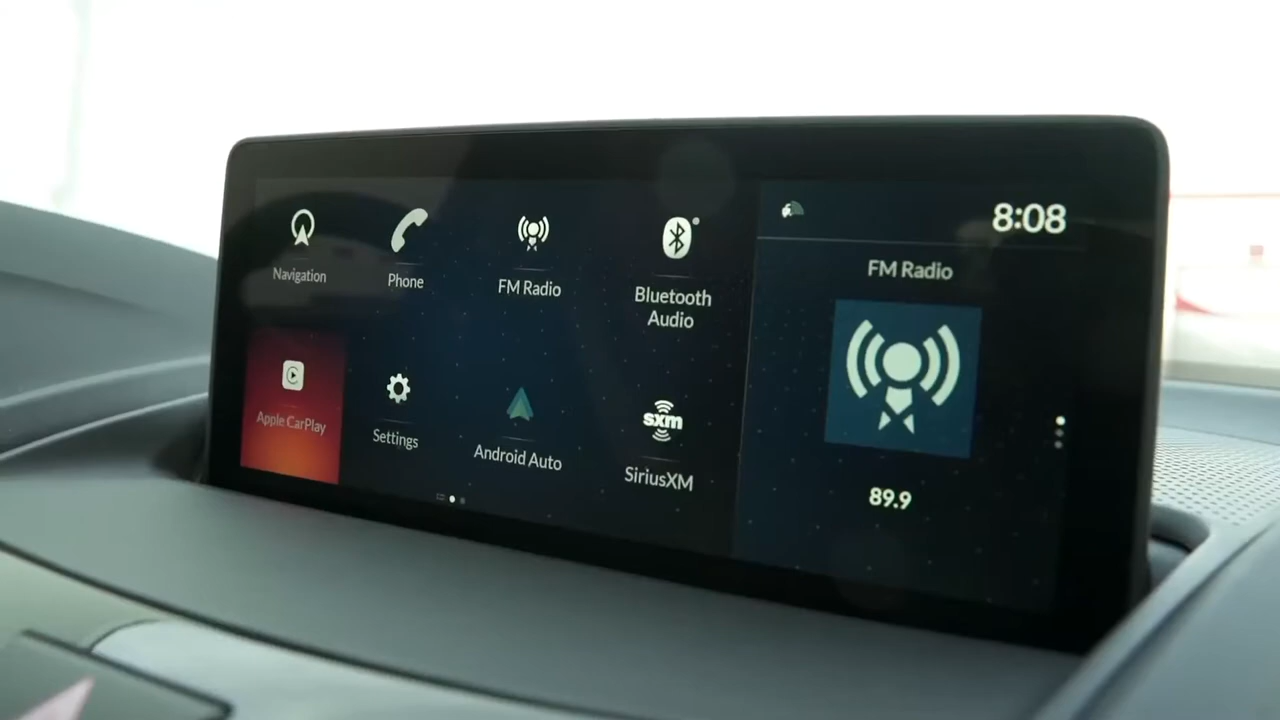 8:08
Navigation
Phone
FM Radio
Bluetooth
Audio
FM Radio
Apple CarPlay
Settings
Android Auto
sxm
SiriusXM
89.9